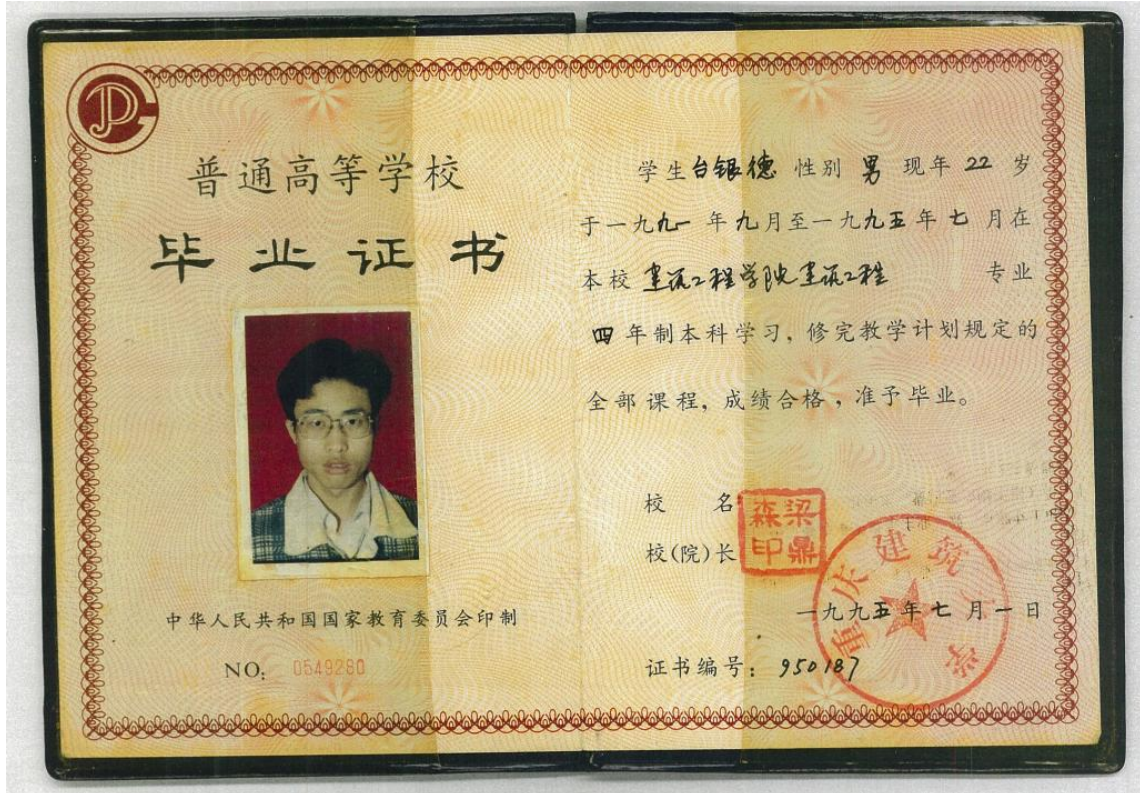 普通高等学校
毕业证书
中华人民共和国国家教育委员会印制
NO: 0549280
学生台银德 性别 男 现年 22 岁
于一九九一年九月至一九九五年七月在
本校 建筑工程学院建筑工程 专业
四年制本科学习,修完教学计划规定的
全部课程,成绩合格,准予毕业。
校 名
校(院)长
梁鼎森印
重庆建筑大学
一九九五年七月一日
证书编号:950187